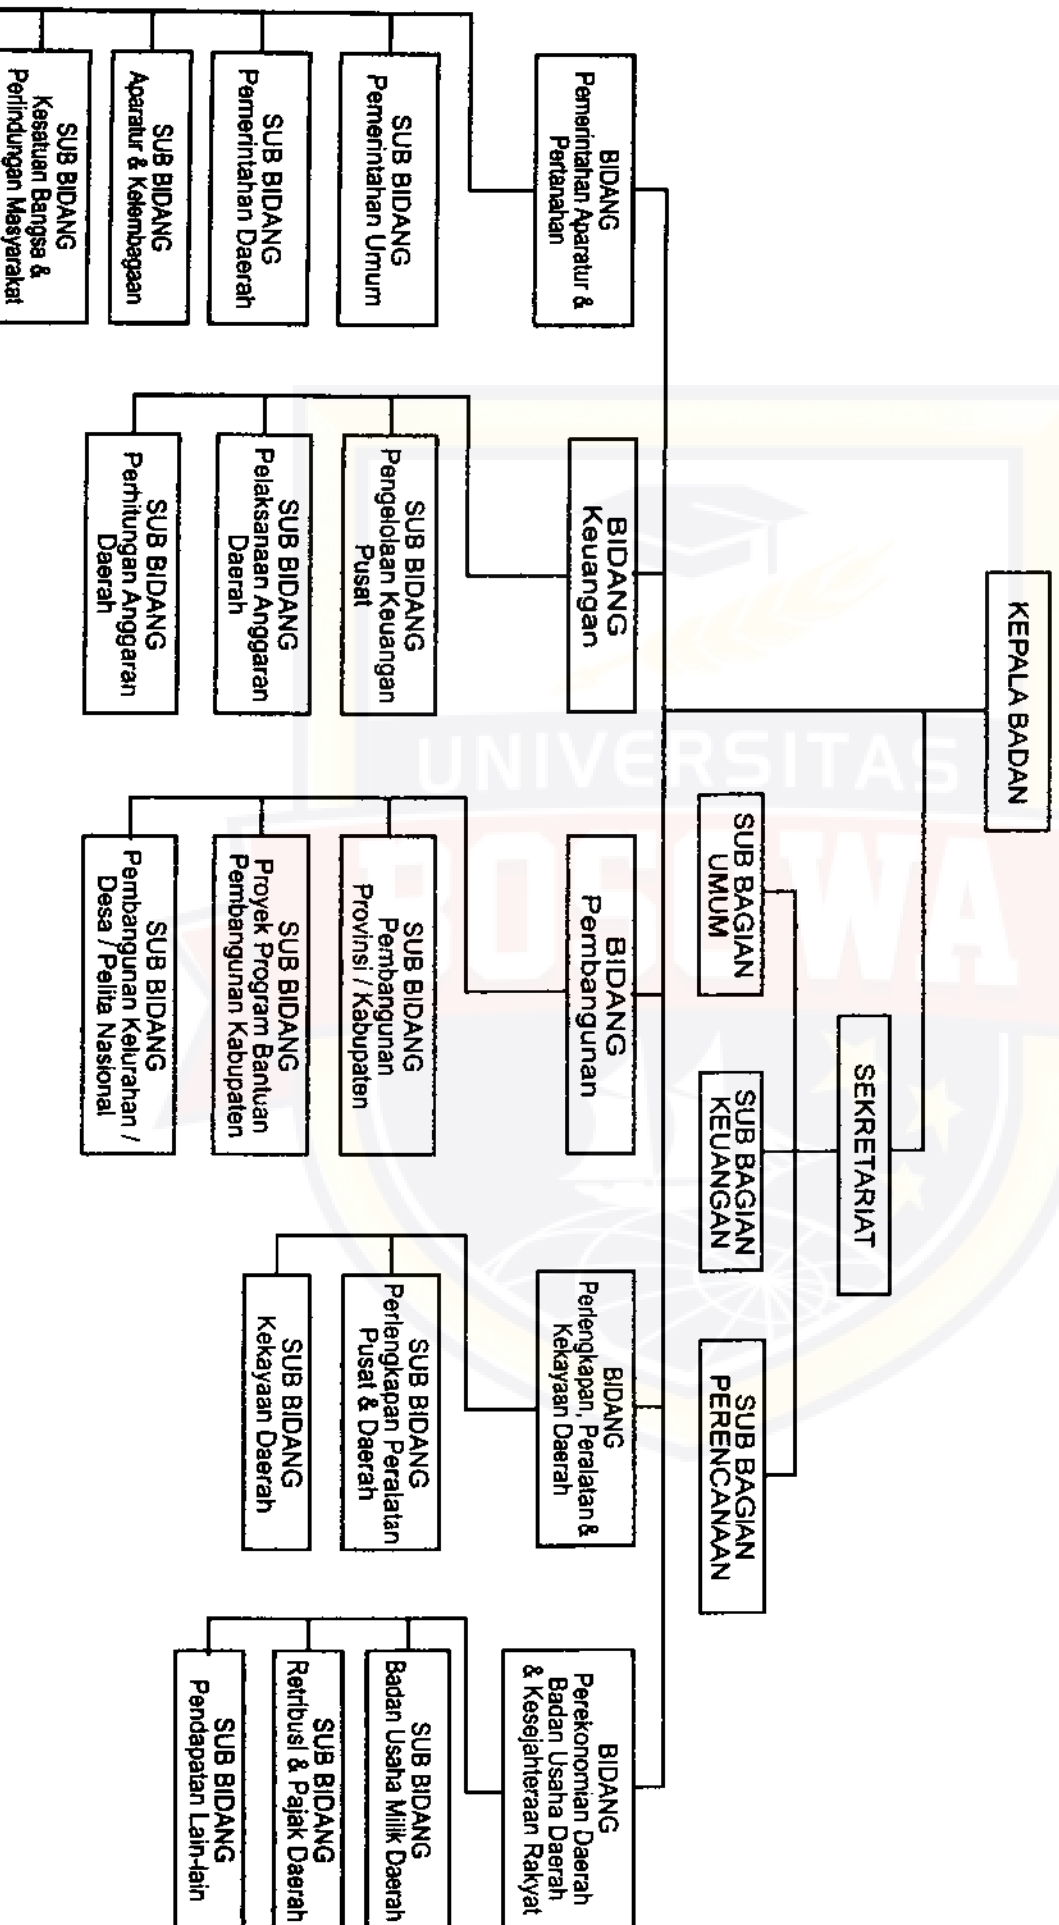 KEPALA BADAN
SEKRETARIAT
SUB BAGIAN
UMUM
SUB BAGIAN
KEUANGAN
SUB BAGIAN
PERENCANAAN
BIDANG
Pemerintahan Aparatur &
Pertanahan
SUB BIDANG
Pemerintahan Umum
SUB BIDANG
Pemerintahan Daerah
SUB BIDANG
Aparatur & Kelembagaan
SUB BIDANG
Kesatuan Bangsa &
Perlindungan Masyarakat
BIDANG
Keuangan
SUB BIDANG
Pengelolaan Keuangan
Pusat
SUB BIDANG
Pelaksanaan Anggaran
Daerah
SUB BIDANG
Perhitungan Anggaran
Daerah
BIDANG
Pembangunan
SUB BIDANG
Pembangunan
Provinsi / Kabupaten
SUB BIDANG
Proyek Program Bantuan
Pembangunan Kabupaten
SUB BIDANG
Pembangunan Kelurahan /
Desa / Pelita Nasional
BIDANG
Perlengkapan, Peralatan &
Kekayaan Daerah
SUB BIDANG
Perlengkapan Peralatan
Pusat & Daerah
SUB BIDANG
Kekayaan Daerah
BIDANG
Perekonomian Daerah
Badan Usaha Daerah
& Kesejahteraan Rakyat
SUB BIDANG
Badan Usaha Milik Daerah
SUB BIDANG
Retribusi & Pajak Daerah
SUB BIDANG
Pendapatan Lain-lain
UNIVERSITAS
BOSOWA